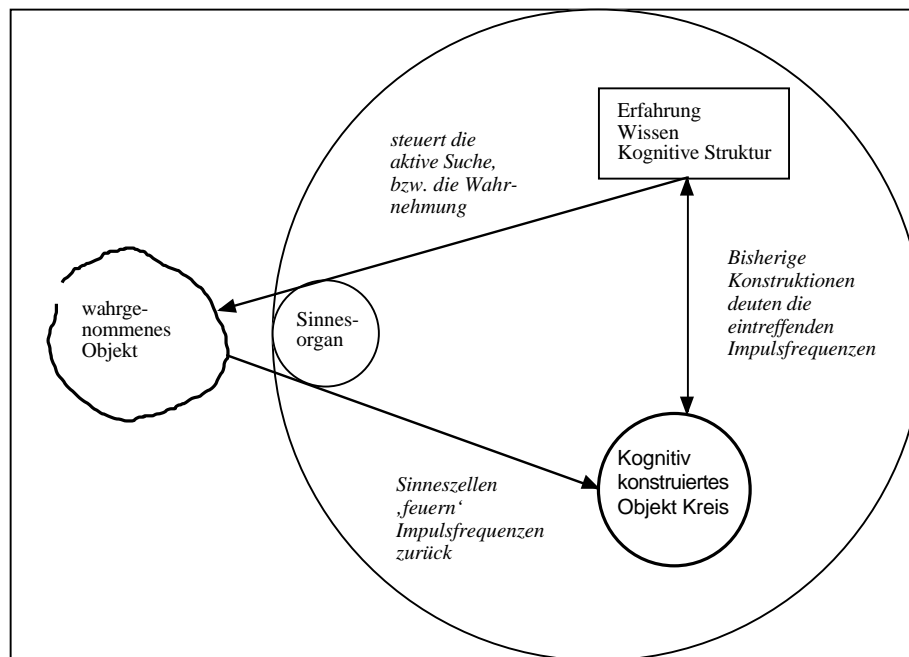 Erfahrung
Wissen
Kognitive Struktur
steuert die
aktive Suche,
bzw. die Wahr-
nehmung
Bisherige
Konstruktionen
deuten die
eintreffenden
Impulsfrequenzen
wahrge-
nommenes
Objekt
Sinnes-
organ
Kognitiv
konstruiertes
Objekt Kreis
Sinneszellen
‚feuern‘
Impulsfrequenzen
zurück